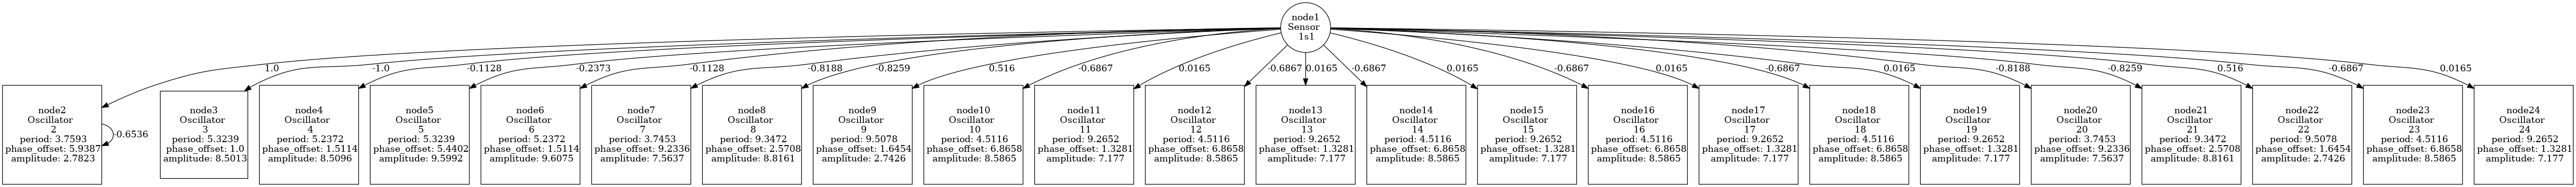 node1
Sensor
1s1
1.0
-1.0
-0.1128
-0.2373
-0.1128
-0.8188
-0.8259
0.516
-0.6867
0.0165
-0.6867
0.0165
-0.6867
0.0165
-0.6867
0.0165
-0.6867
0.0165
-0.8188
-0.8259
0.516
-0.6867
0.0165
node2
Oscillator
2
period: 3.7593
phase_offset: 5.9387
amplitude: 2.7823
-0.6536
node3
Oscillator
3
period: 5.3239
phase_offset: 1.0
amplitude: 8.5013
node4
Oscillator
4
period: 5.2372
phase_offset: 1.5114
amplitude: 8.5096
node5
Oscillator
5
period: 5.3239
phase_offset: 5.4402
amplitude: 9.5992
node6
Oscillator
6
period: 5.2372
phase_offset: 1.5114
amplitude: 9.6075
node7
Oscillator
7
period: 3.7453
phase_offset: 9.2336
amplitude: 7.5637
node8
Oscillator
8
period: 9.3472
phase_offset: 2.5708
amplitude: 8.8161
node9
Oscillator
9
period: 9.5078
phase_offset: 1.6454
amplitude: 2.7426
node10
Oscillator
10
period: 4.5116
phase_offset: 6.8658
amplitude: 8.5865
node11
Oscillator
11
period: 9.2652
phase_offset: 1.3281
amplitude: 7.177
node12
Oscillator
12
period: 4.5116
phase_offset: 6.8658
amplitude: 8.5865
node13
Oscillator
13
period: 9.2652
phase_offset: 1.3281
amplitude: 7.177
node14
Oscillator
14
period: 4.5116
phase_offset: 6.8658
amplitude: 8.5865
node15
Oscillator
15
period: 9.2652
phase_offset: 1.3281
amplitude: 7.177
node16
Oscillator
16
period: 4.5116
phase_offset: 6.8658
amplitude: 8.5865
node17
Oscillator
17
period: 9.2652
phase_offset: 1.3281
amplitude: 7.177
node18
Oscillator
18
period: 4.5116
phase_offset: 6.8658
amplitude: 8.5865
node19
Oscillator
19
period: 9.2652
phase_offset: 1.3281
amplitude: 7.177
node20
Oscillator
20
period: 3.7453
phase_offset: 9.2336
amplitude: 7.5637
node21
Oscillator
21
period: 9.3472
phase_offset: 2.5708
amplitude: 8.8161
node22
Oscillator
22
period: 9.5078
phase_offset: 1.6454
amplitude: 2.7426
node23
Oscillator
23
period: 4.5116
phase_offset: 6.8658
amplitude: 8.5865
node24
Oscillator
24
period: 9.2652
phase_offset: 1.3281
amplitude: 7.177